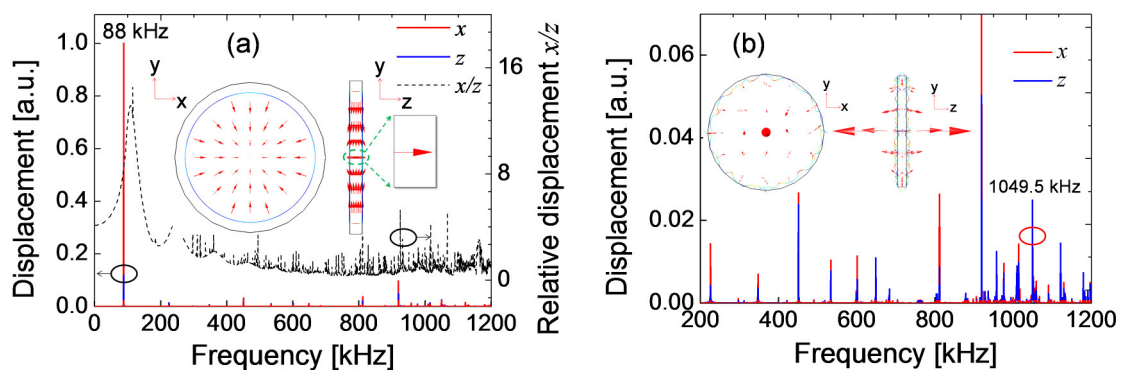 88 kHz
(a)
x
z
x/z
y
x
y
z
1.0
0.8
0.6
0.4
0.2
0.0
Displacement [a.u.]
16
8
0
Relative displacement x/z
0 200 400 600 800 1000 1200
Frequency [kHz]
(b)
x
z
y
x
y
z
1049.5 kHz
0.06
0.04
0.02
0.00
Displacement [a.u.]
200 400 600 800 1000 1200
Frequency [kHz]